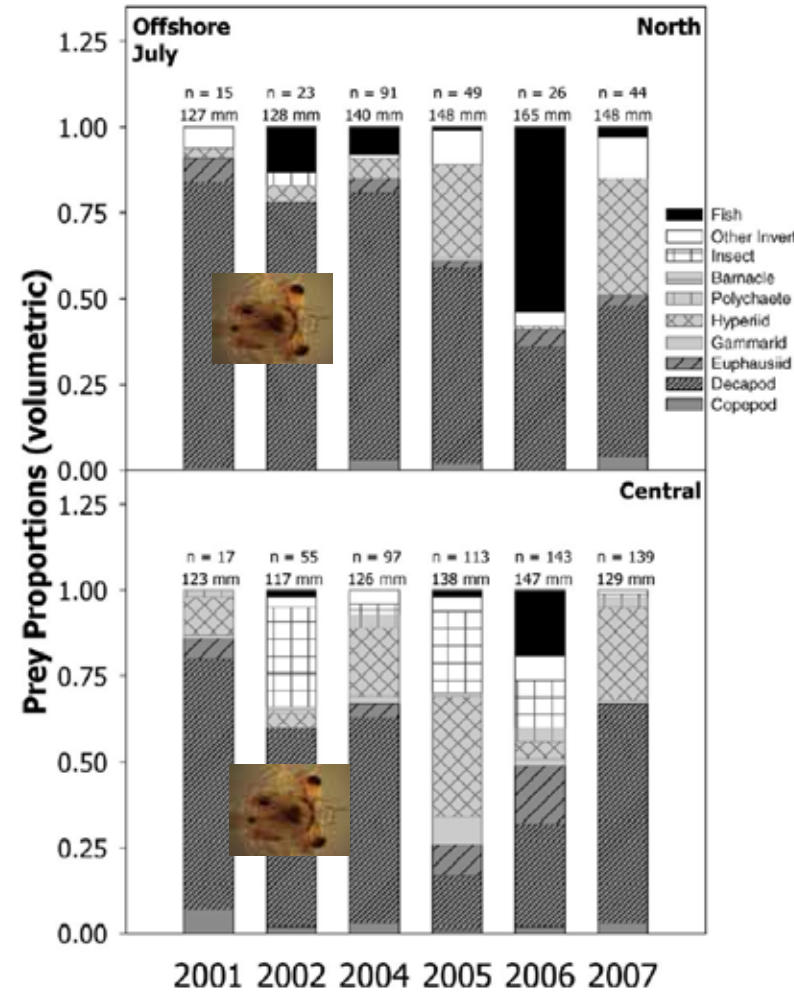 Offshore North
July
n = 15 n = 23 n = 91 n = 49 n = 26 n = 44
127 mm 128 mm 140 mm 148 mm 165 mm 148 mm
1.25
1.00
0.75
0.50
0.25
0.00
Fish
Other Invert
Insect
Barnacle
Polychaete
Hyperiid
Gammarid
Euphausiid
Decapod
Copepod
Prey Proportions (volumetric)
Central
n = 17 n = 55 n = 97 n = 113 n = 143 n = 139
123 mm 117 mm 126 mm 138 mm 147 mm 129 mm
1.25
1.00
0.75
0.50
0.25
0.00
2001 2002 2004 2005 2006 2007